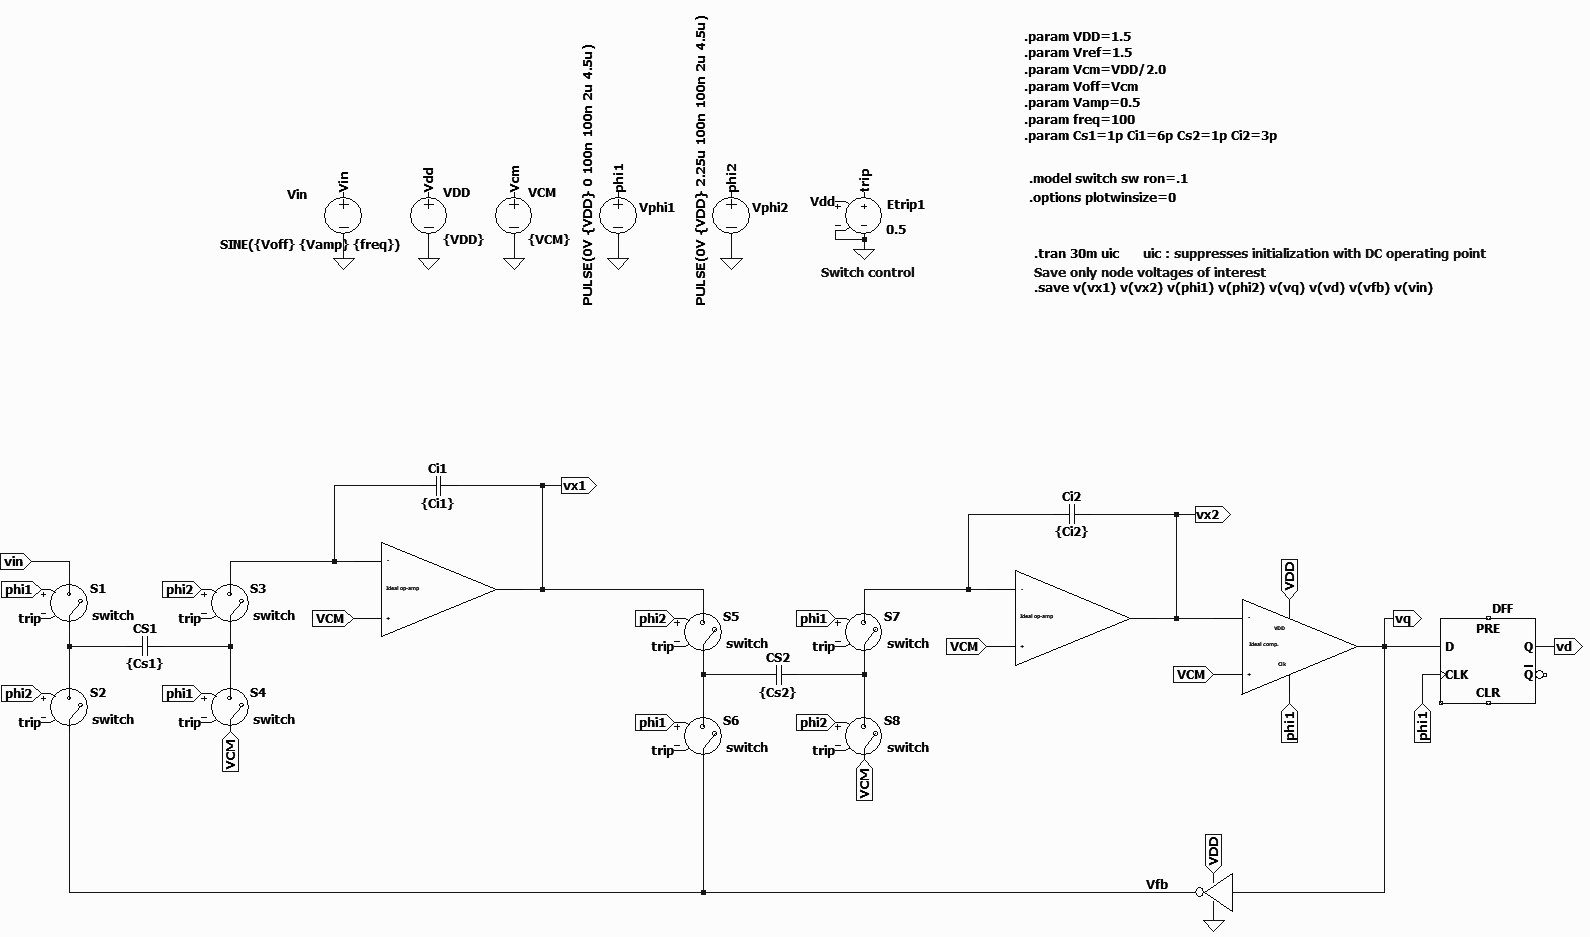 .param VDD=1.5
.param Vref=1.5
.param Vcm=VDD/2.0
.param Voff=Vcm
.param Vamp=0.5
.param freq=100
.param Cs1=1p Ci1=6p Cs2=1p Ci2=3p
.model switch sw ron=.1
.options plotwinsize=0
.tran 30m uic uic : suppresses initialization with DC operating point
Save only node voltages of interest
.save v(vx1) v(vx2) v(phi1) v(phi2) v(vq) v(vd) v(vfb) v(vin)
Vin
Vin
SINE({Voff} {Vamp} {freq})
Vdd
VDD
{VDD}
Vcm
VCM
{VCM}
PULSE(0V {VDD} 0 100n 100n 2u 4.5u)
phi1
Vphi1
PULSE(0V {VDD} 2.25u 100n 100n 2u 4.5u)
phi2
Vphi2
trip
Vdd
Etrip1
0.5
Switch control
vin
phi1
S1
trip
switch
phi2
S2
trip
switch
CS1
{Cs1}
phi2
S3
trip
switch
phi1
S4
trip
switch
VCM
Ci1
{Ci1}
Ideal op-amp
VCM
vx1
phi2
S5
trip
switch
phi1
S6
trip
switch
CS2
{Cs2}
phi1
S7
trip
switch
phi2
S8
trip
switch
VCM
Ci2
{Ci2}
Ideal op-amp
VCM
vx2
VDD
VDD
Ideal comp.
Clk
VCM
phi1
vq
DFF
PRE
D
Q
CLK
Q
CLR
vd
phi1
VDD
Vfb